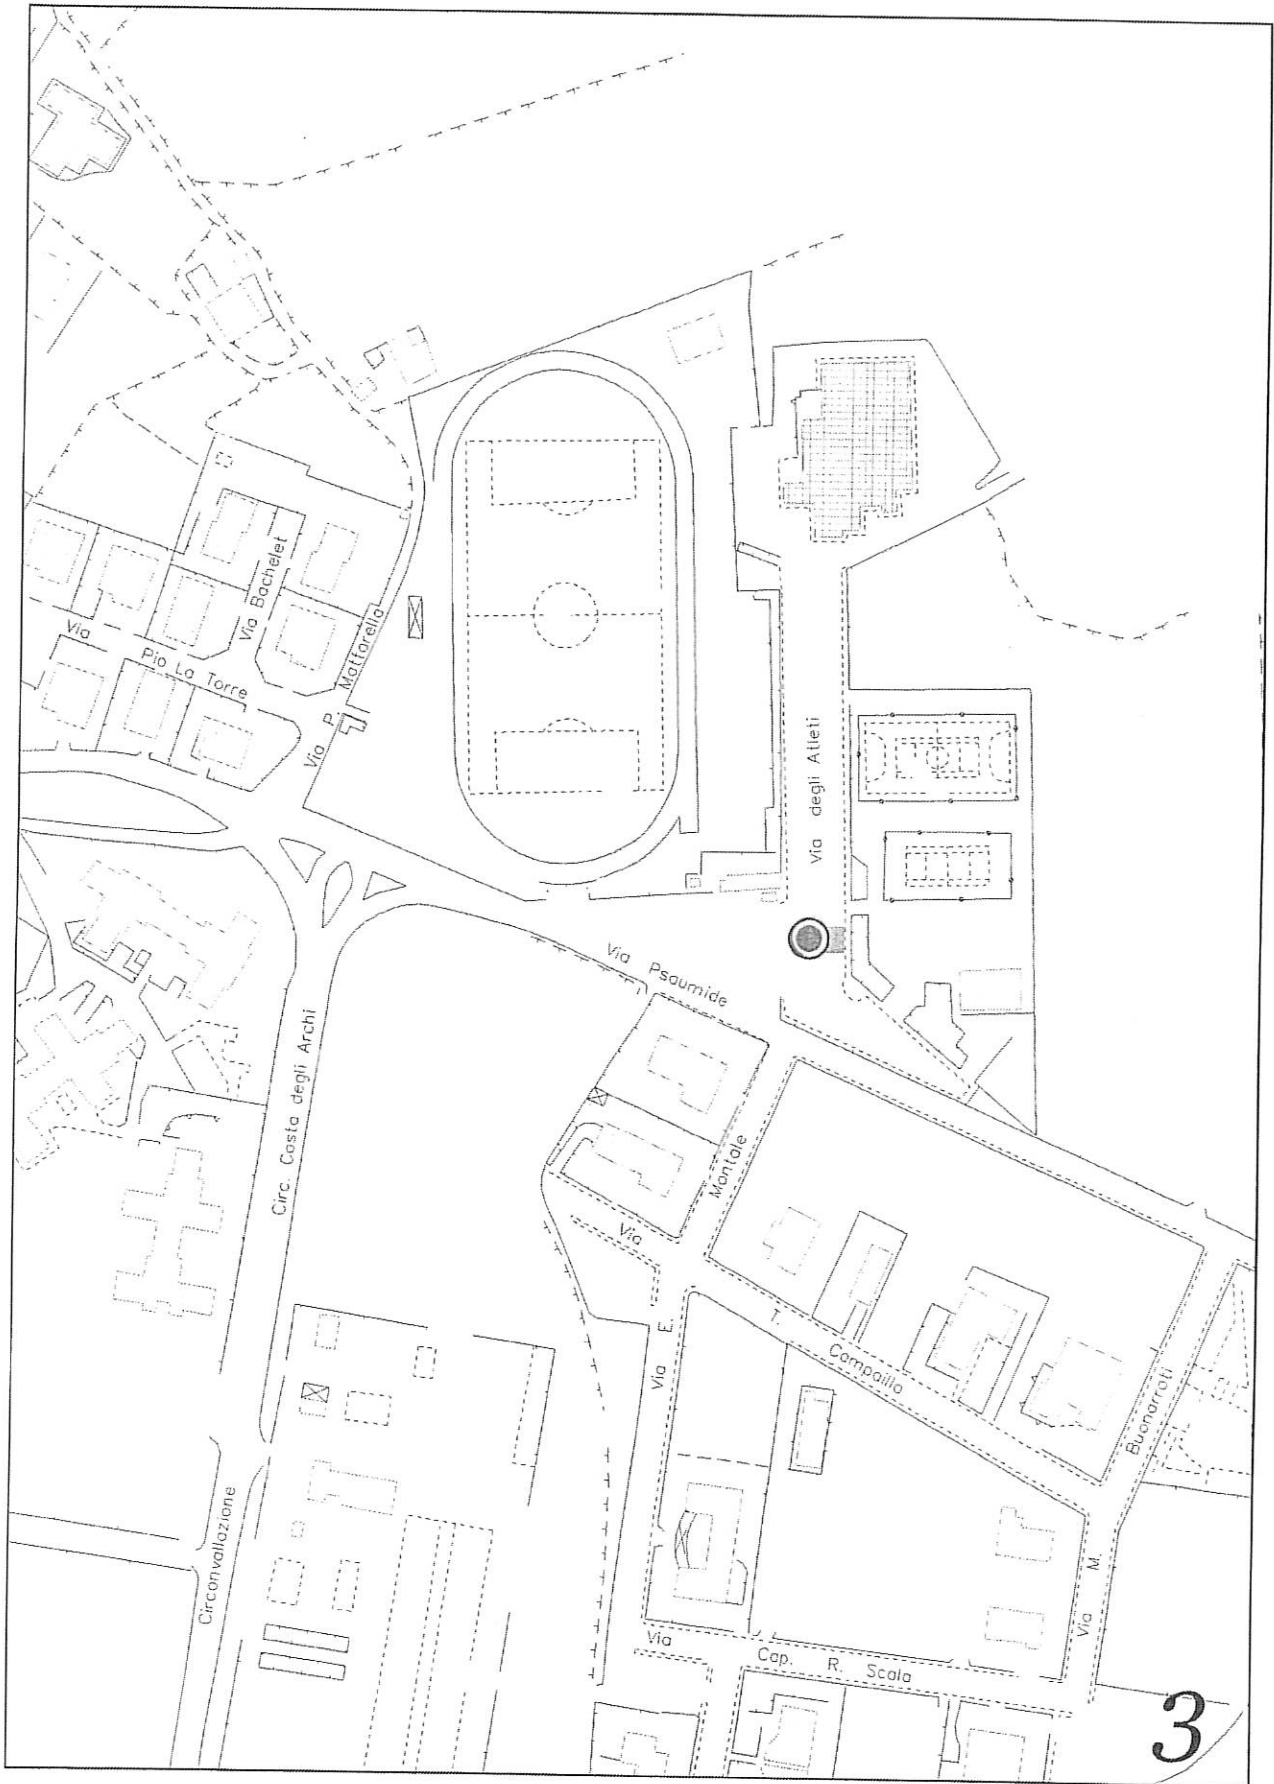 Via Bachelet
Via
Pio La Torre
Via P. Mattarella
Via degli Atleti
Via Psaumide
Circ. Costa degli Archi
Via E. Montale
Via T. Campailla
Via M. Buonarroti
Circonvallazione
Via Cap. R. Scala
3